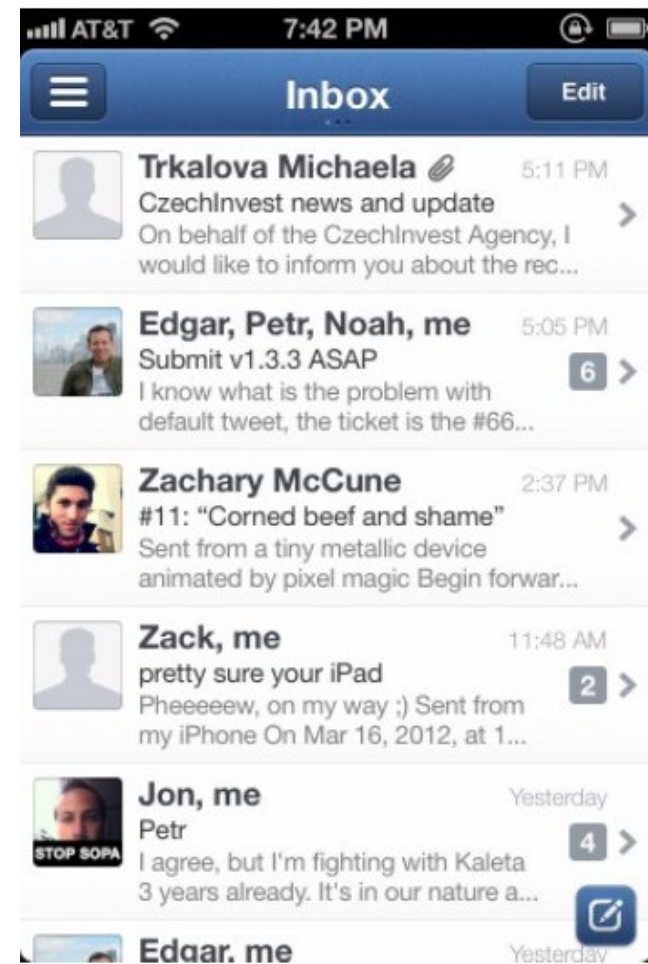 AT&T 7:42 PM
Inbox
Edit
Trkalova Michaela 5:11 PM
CzechInvest news and update
On behalf of the CzechInvest Agency, I
would like to inform you about the rec...
Edgar, Petr, Noah, me 5:05 PM
Submit v1.3.3 ASAP
6
I know what is the problem with
default tweet, the ticket is the #66...
Zachary McCune 2:37 PM
#11: “Corned beef and shame”
Sent from a tiny metallic device
animated by pixel magic Begin forwar...
Zack, me 11:48 AM
pretty sure your iPad
2
Pheeeeew, on my way ;) Sent from
my iPhone On Mar 16, 2012, at 1...
Jon, me Yesterday
Petr
4
STOP SOPA
I agree, but I'm fighting with Kaleta
3 years already. It's in our nature a...
Edgar, me Yesterday